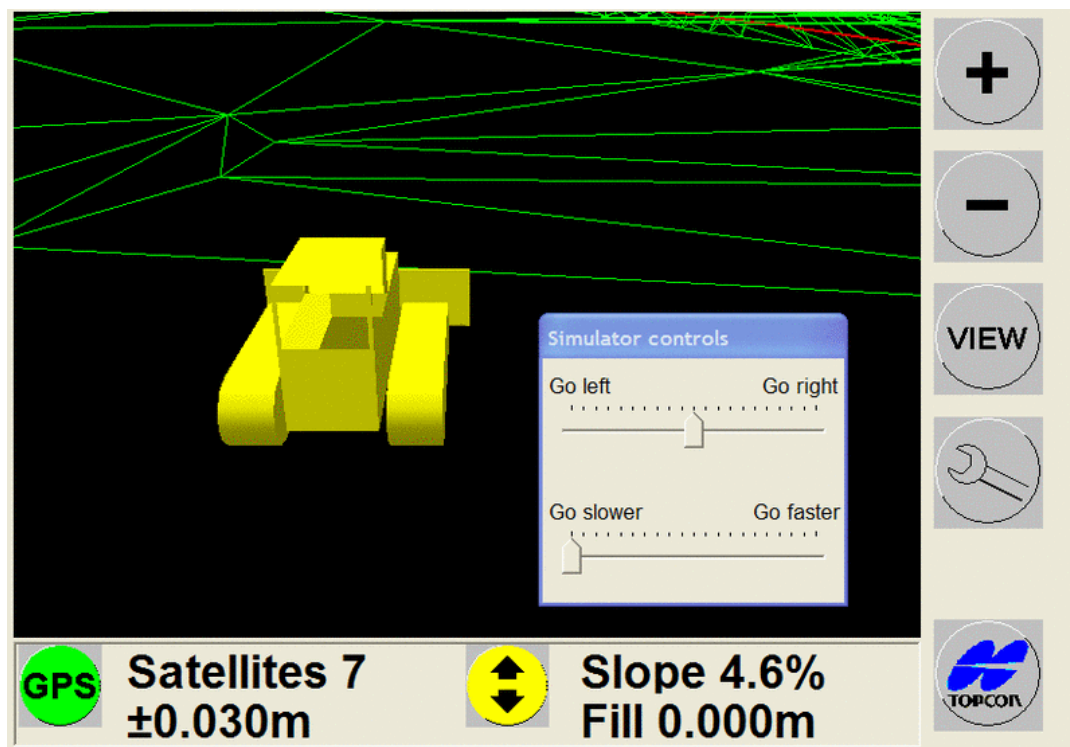 +
−
VIEW
Simulator controls
Go left Go right
Go slower Go faster
GPS
Satellites 7
±0.030m
Slope 4.6%
Fill 0.000m
TOPCON